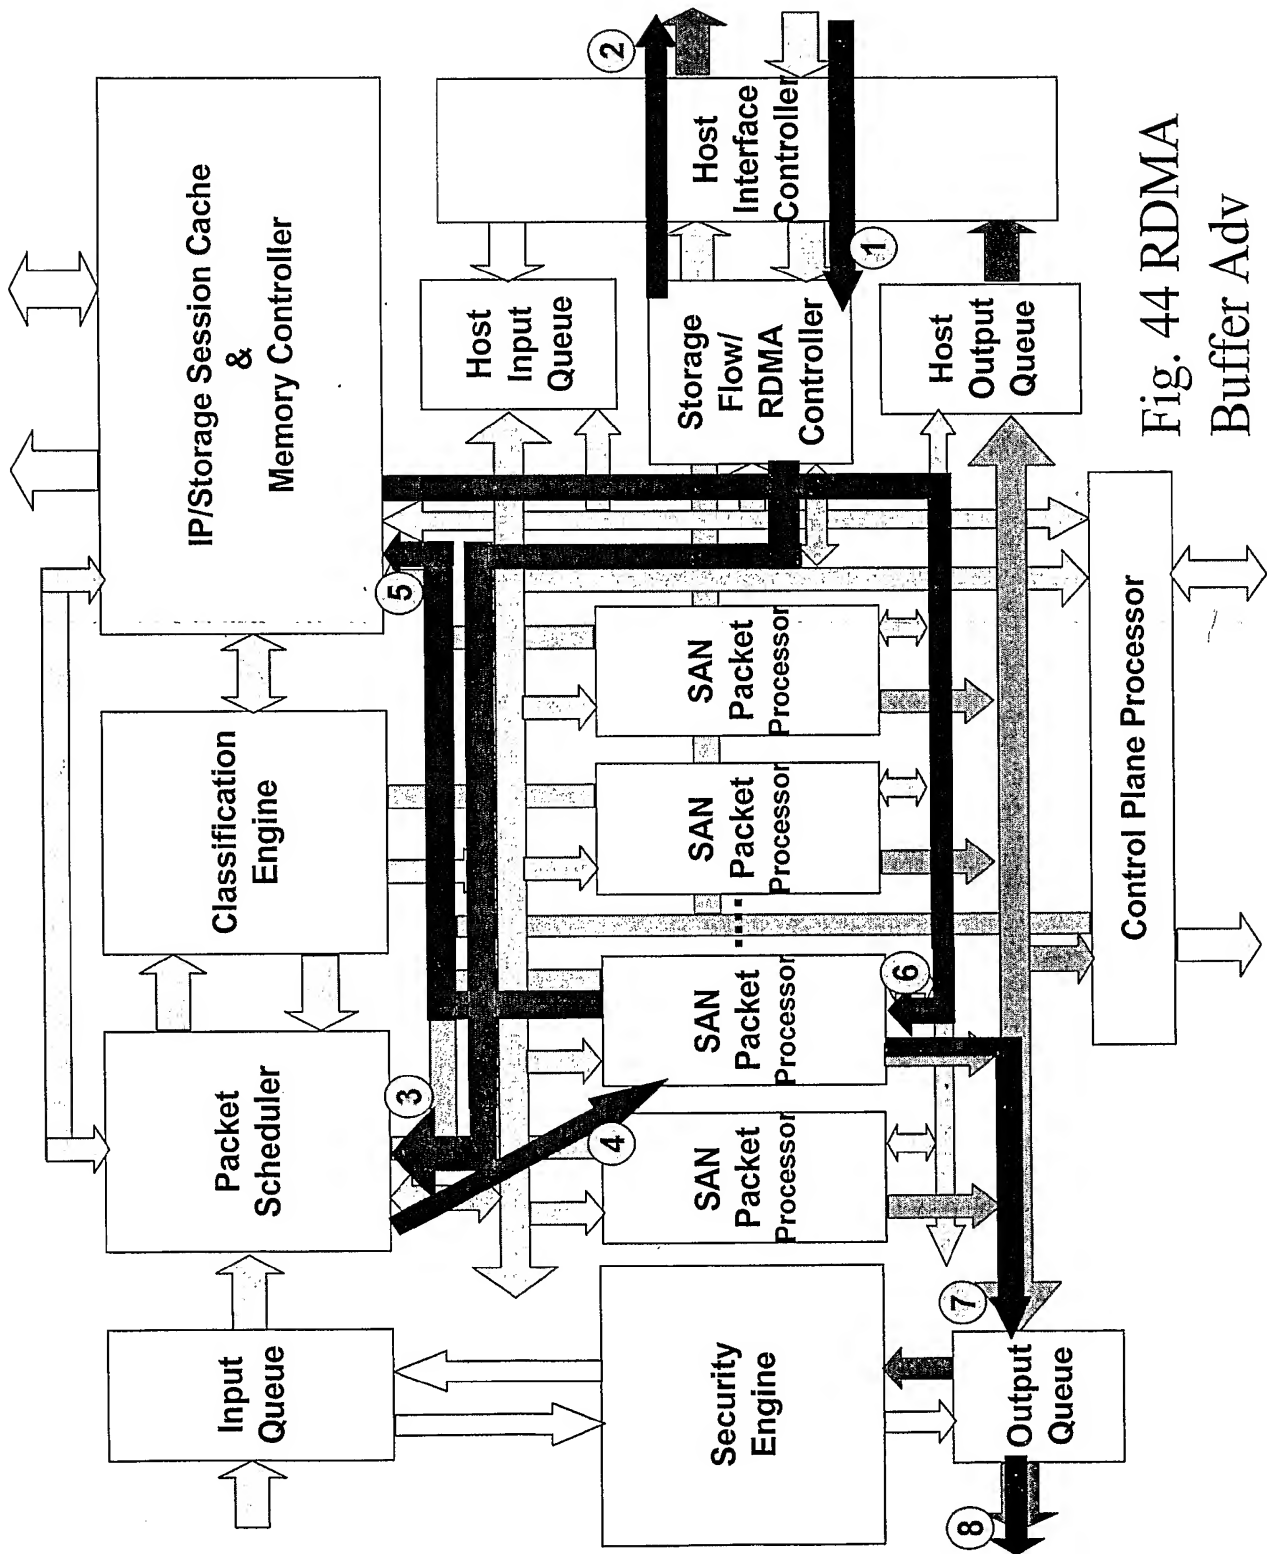 Input
Queue
Packet
Scheduler
Classification
Engine
IP/Storage Session Cache
&
Memory Controller
3
5
Security
Engine
4
SAN
Packet
Processor
SAN
Packet
Processor
SAN
Packet
Processor
SAN
Packet
Processor
Host
Input
Queue
Storage
Flow/
RDMA
Controller
Host
Output
Queue
2
Host
Interface
Controller
1
6
7
8
Output
Queue
Control Plane Processor
Fig. 44 RDMA
Buffer Adv